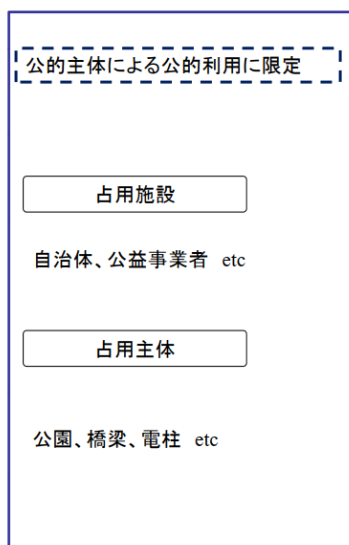 公的主体による公的利用に限定
占用施設
自治体、公益事業者 etc
占用主体
公園、橋梁、電柱 etc